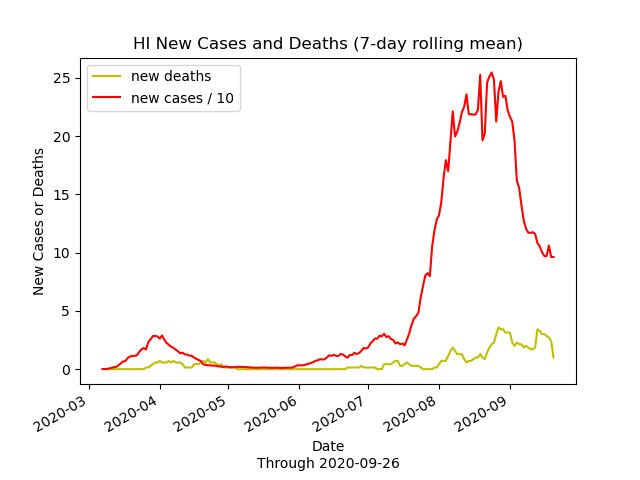 HI New Cases and Deaths (7-day rolling mean)
new deaths
new cases / 10
25
20
15
10
5
0
New Cases or Deaths
2020-03
2020-04
2020-05
2020-06
2020-07
2020-08
2020-09
Date
Through 2020-09-26